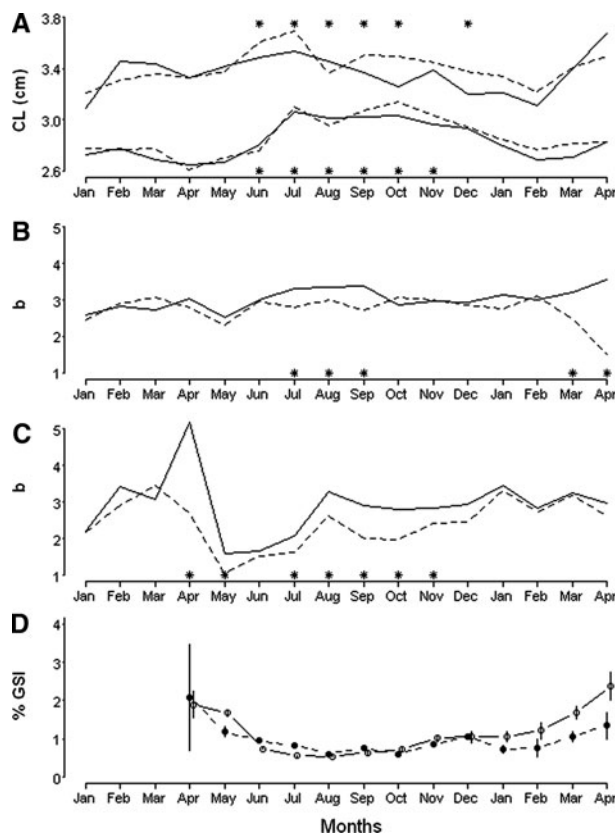 A
3.8
3.4
3.0
2.6
CL (cm)
* * * * * *
* * * * * *
Jan Feb Mar Apr May Jun Jul Aug Sep Oct Nov Dec Jan Feb Mar Apr
B
5
4
3
2
1
b
* * * * *
Jan Feb Mar Apr May Jun Jul Aug Sep Oct Nov Dec Jan Feb Mar Apr
C
5
4
3
2
1
b
* * * * * * *
Jan Feb Mar Apr May Jun Jul Aug Sep Oct Nov Dec Jan Feb Mar Apr
D
4
3
2
1
0
% GSI
Jan Feb Mar Apr May Jun Jul Aug Sep Oct Nov Dec Jan Feb Mar Apr
Months